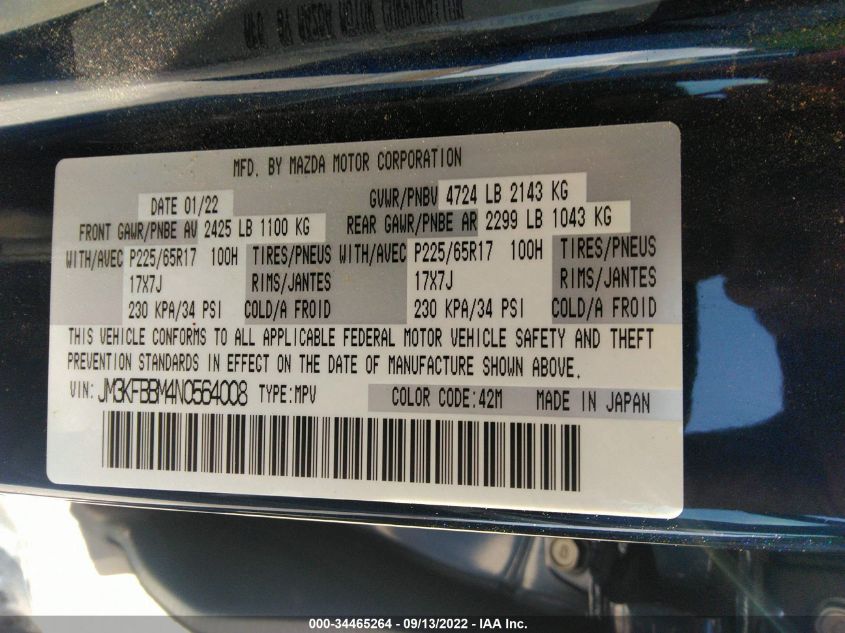 MFD. BY MAZDA MOTOR CORPORATION
DATE 01/22 GVWR/PNBV 4724 LB 2143 KG
FRONT GAWR/PNBE AV 2425 LB 1100 KG REAR GAWR/PNBE AR 2299 LB 1043 KG
WITH/AVEC P225/65R17 100H TIRES/PNEUS WITH/AVEC P225/65R17 100H TIRES/PNEUS
17X7J RIMS/JANTES 17X7J RIMS/JANTES
230 KPA/34 PSI COLD/A FROID 230 KPA/34 PSI COLD/A FROID
THIS VEHICLE CONFORMS TO ALL APPLICABLE FEDERAL MOTOR VEHICLE SAFETY AND THEFT
PREVENTION STANDARDS IN EFFECT ON THE DATE OF MANUFACTURE SHOWN ABOVE.
VIN: JM3KFBBM4N0564008 TYPE:MPV COLOR CODE:42M MADE IN JAPAN
000-34465264 - 09/13/2022 - IAA Inc.